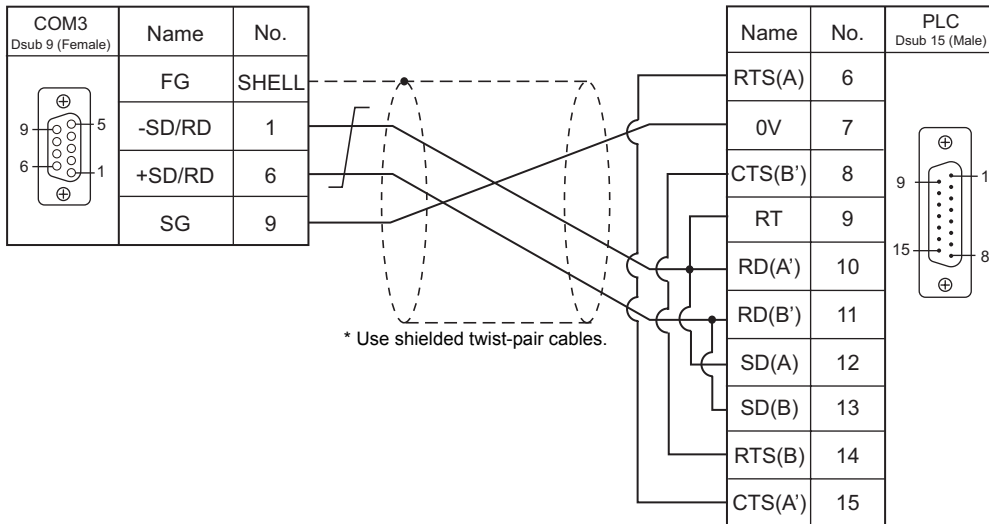 COM3
Dsub 9 (Female)
Name No.
FG SHELL
-SD/RD 1
+SD/RD 6
SG 9
9
5
6
1
* Use shielded twist-pair cables.
Name No.
RTS(A) 6
0V 7
CTS(B') 8
RT 9
RD(A') 10
RD(B') 11
SD(A) 12
SD(B) 13
RTS(B) 14
CTS(A') 15
PLC
Dsub 15 (Male)
9
1
15
8